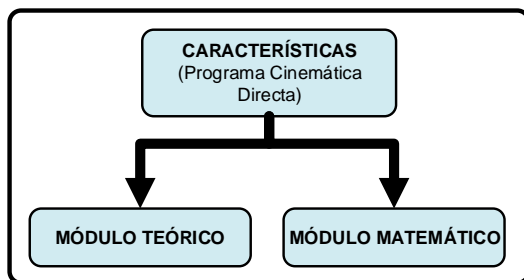 CARACTERÍSTICAS
(Programa Cinemática
Directa)
MÓDULO TEÓRICO
MÓDULO MATEMÁTICO